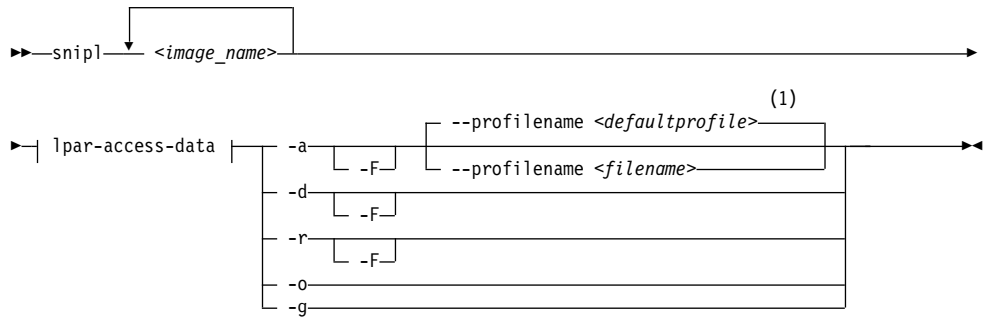 snipl <image_name>
(1)
lpar-access-data -a -F --profilename <defaultprofile>
--profilename <filename>
-d -F
-r -F
-o
-g